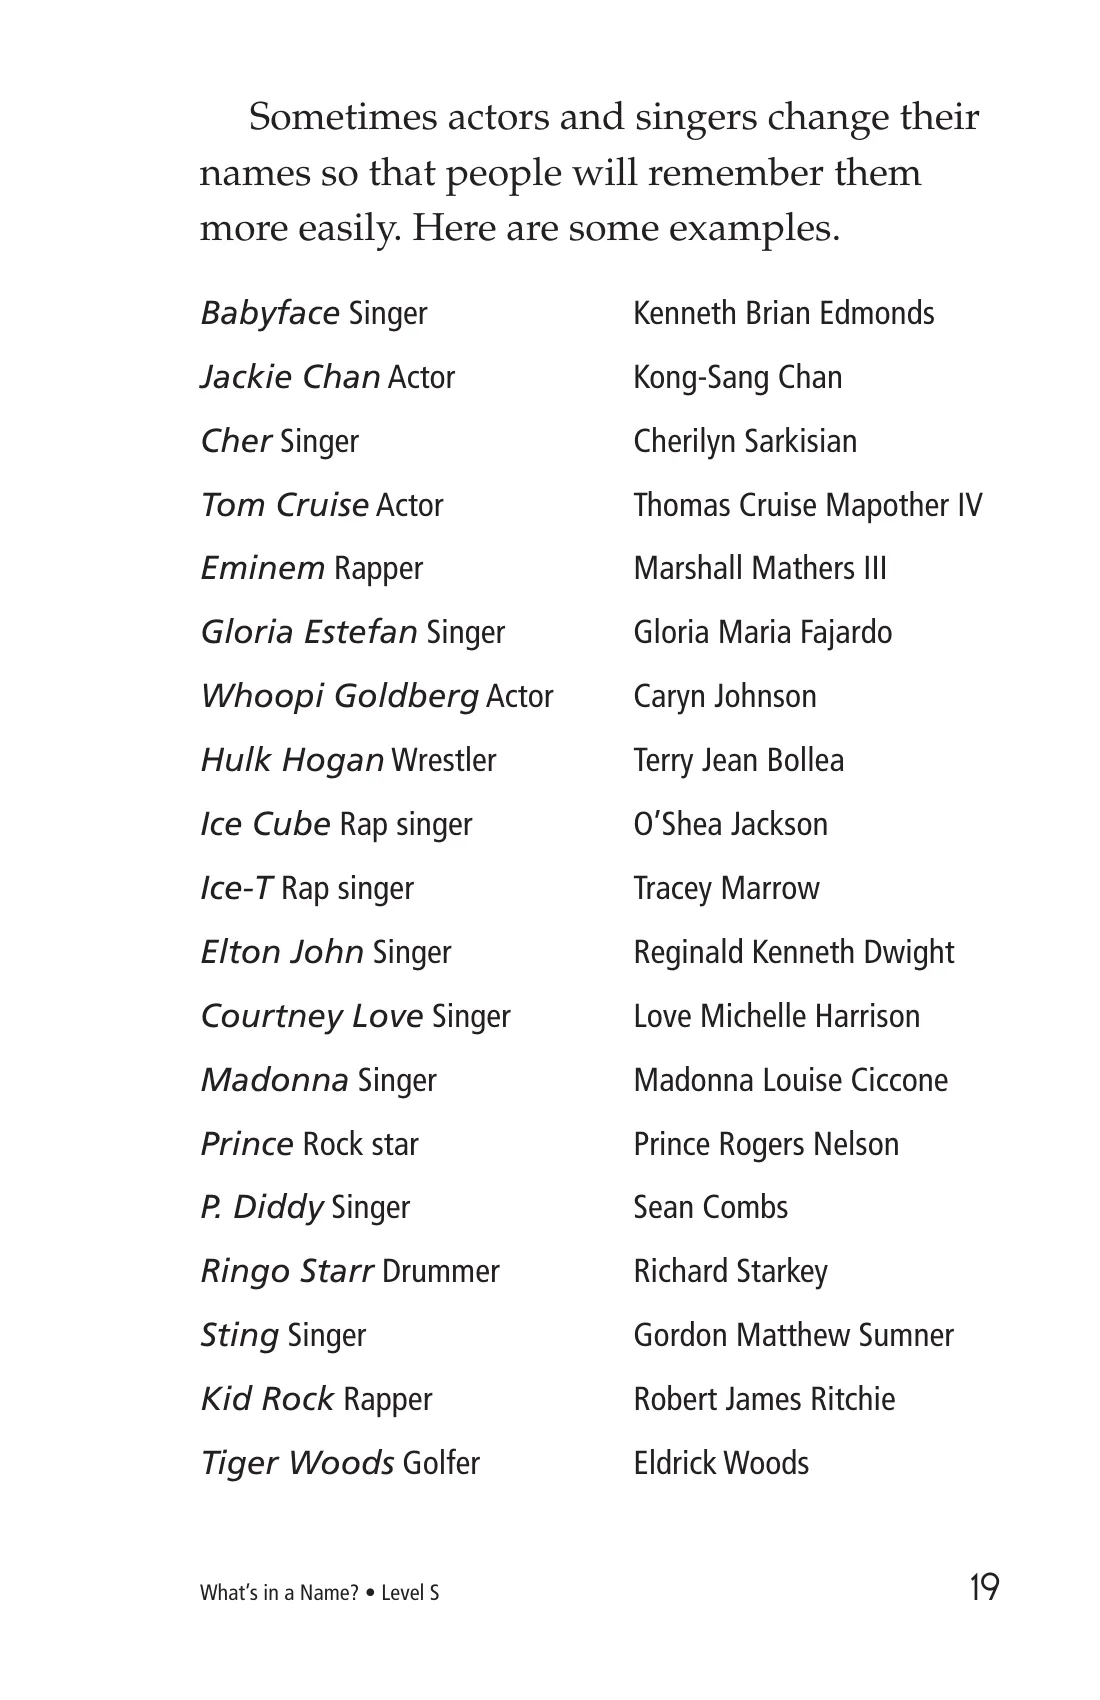 Sometimes actors and singers change their
names so that people will remember them
more easily. Here are some examples.
Babyface Singer Kenneth Brian Edmonds
Jackie Chan Actor Kong-Sang Chan
Cher Singer Cherilyn Sarkisian
Tom Cruise Actor Thomas Cruise Mapother IV
Eminem Rapper Marshall Mathers III
Gloria Estefan Singer Gloria Maria Fajardo
Whoopi Goldberg Actor Caryn Johnson
Hulk Hogan Wrestler Terry Jean Bollea
Ice Cube Rap singer O’Shea Jackson
Ice-T Rap singer Tracey Marrow
Elton John Singer Reginald Kenneth Dwight
Courtney Love Singer Love Michelle Harrison
Madonna Singer Madonna Louise Ciccone
Prince Rock star Prince Rogers Nelson
P. Diddy Singer Sean Combs
Ringo Starr Drummer Richard Starkey
Sting Singer Gordon Matthew Sumner
Kid Rock Rapper Robert James Ritchie
Tiger Woods Golfer Eldrick Woods
What’s in a Name? • Level S 19